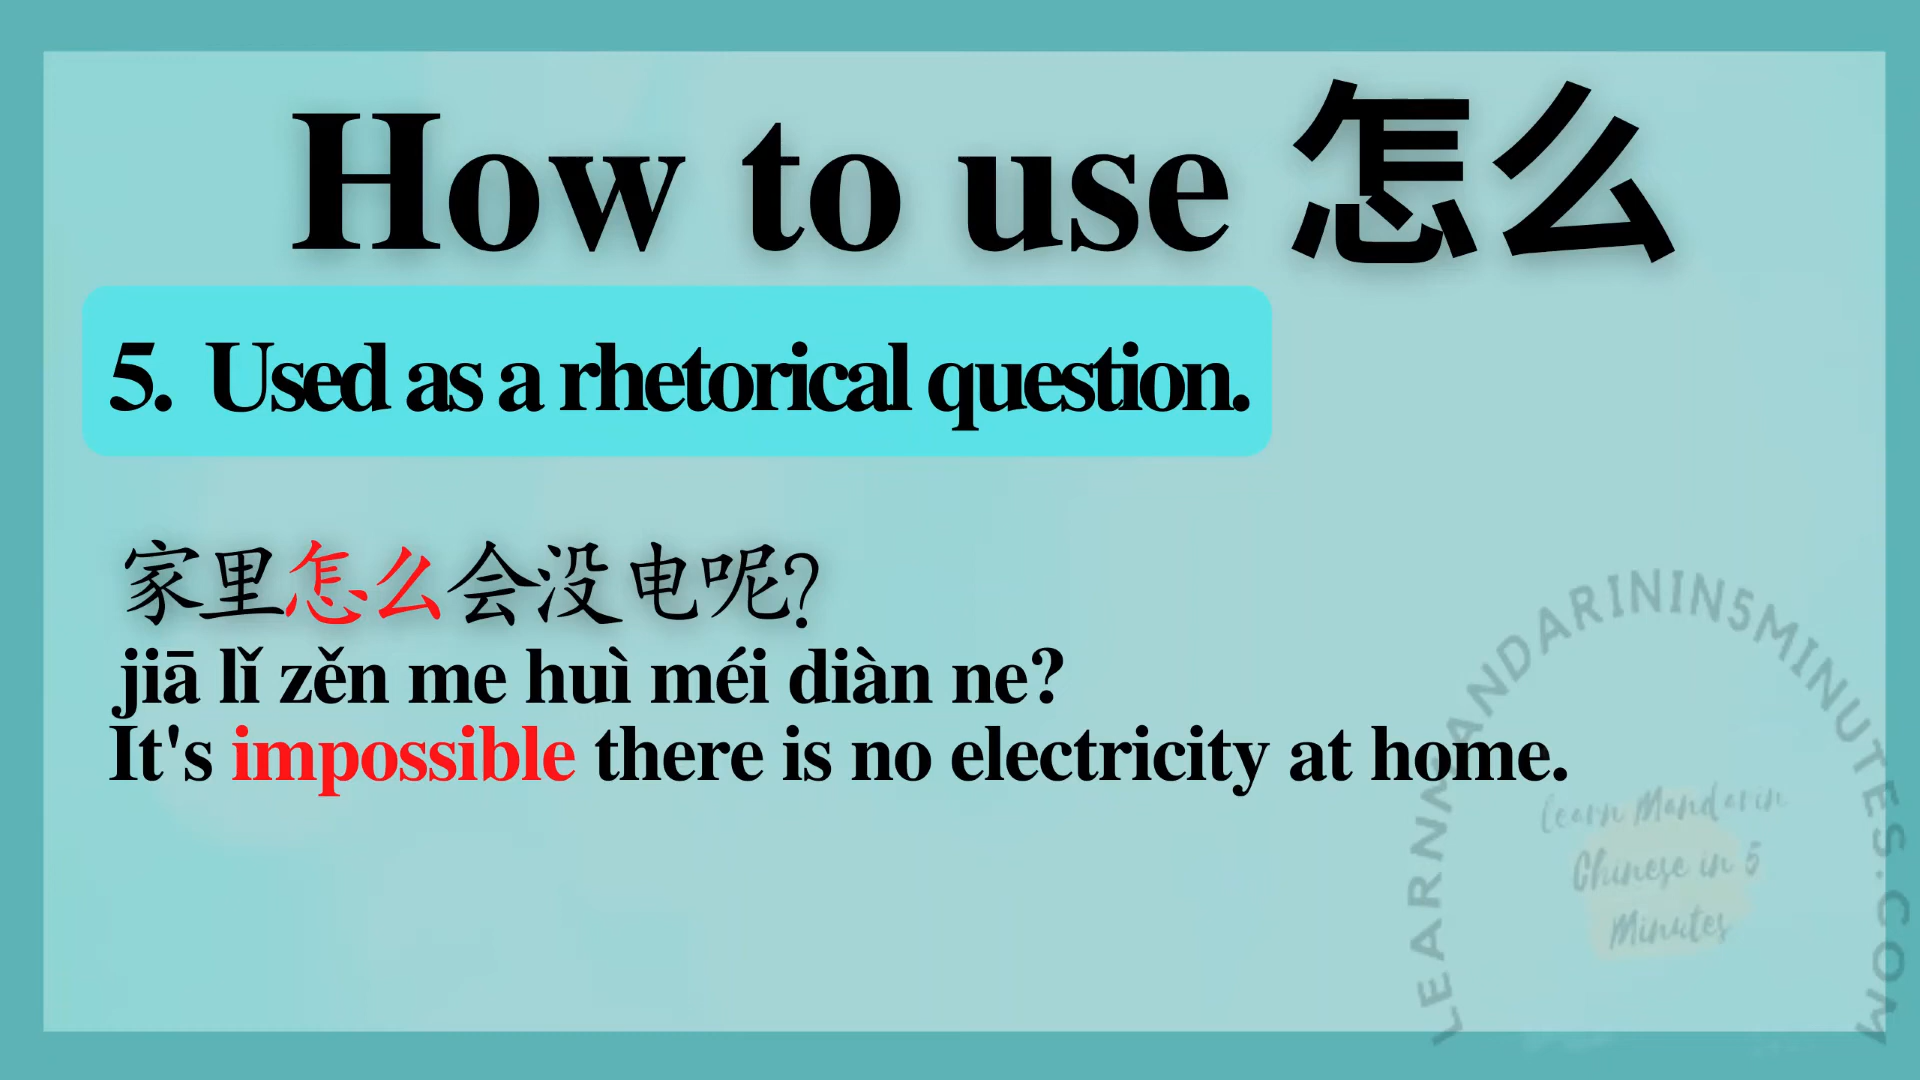 How to use 怎么
5. Used as a rhetorical question.
家里怎么会没电呢?
jiā lǐ zěn me huì méi diàn ne?
It's impossible there is no electricity at home.
LEARNMANDARININ5MINUTES.COM
Learn Mandarin
Chinese in 5
Minutes